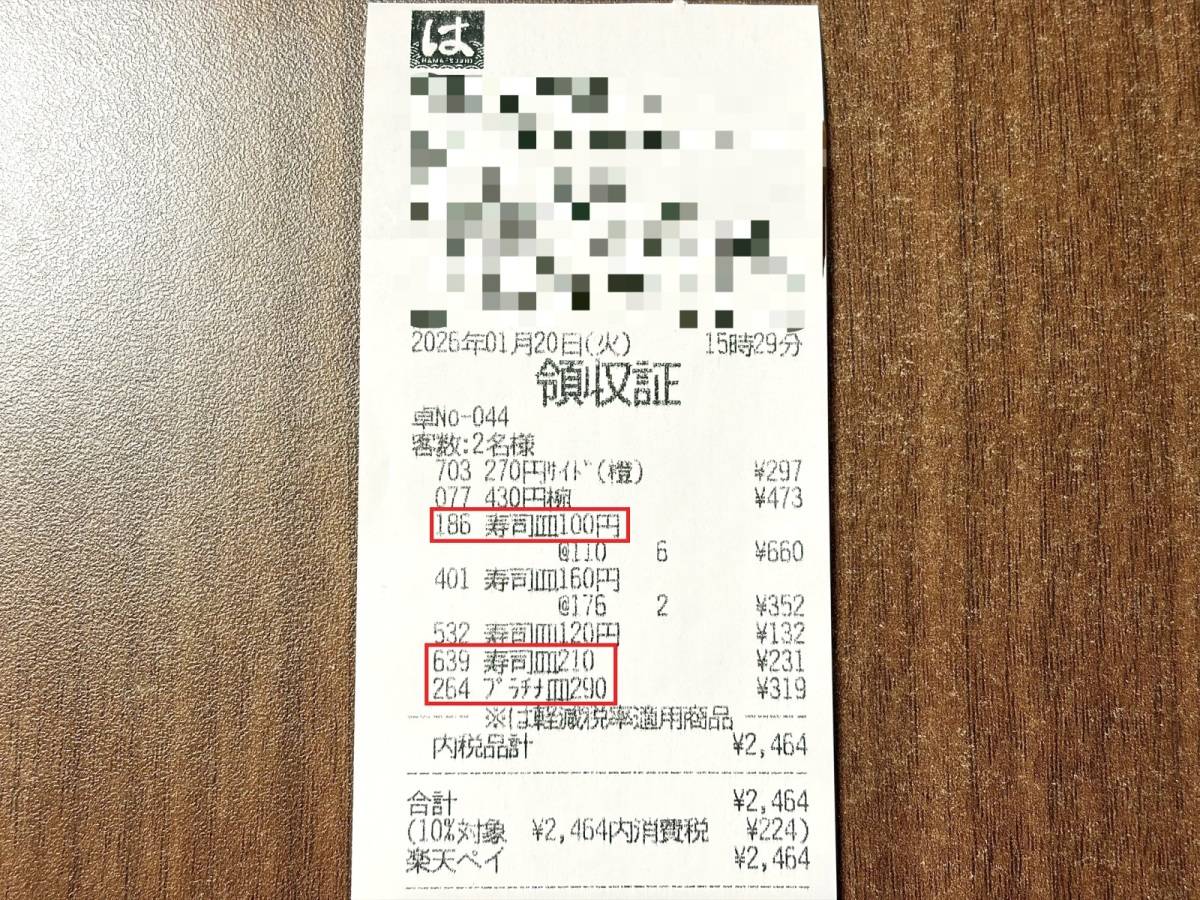 は
HAMA-SUSHI
2026年01月20日(火) 15時29分
領収証
卓No-044
客数:2名様
703 270円ｻｲﾄﾞ(橙) ¥297
077 430円椀 ¥473
186 寿司皿100円
@110 6 ¥660
401 寿司皿160円
@176 2 ¥352
532 寿司皿120円 ¥132
639 寿司皿210 ¥231
264 ﾌﾟﾗﾁﾅ皿290 ¥319
※は軽減税率適用商品
内税品計 ¥2,464
合計 ¥2,464
(10%対象 ¥2,464内消費税 ¥224)
楽天ペイ ¥2,464